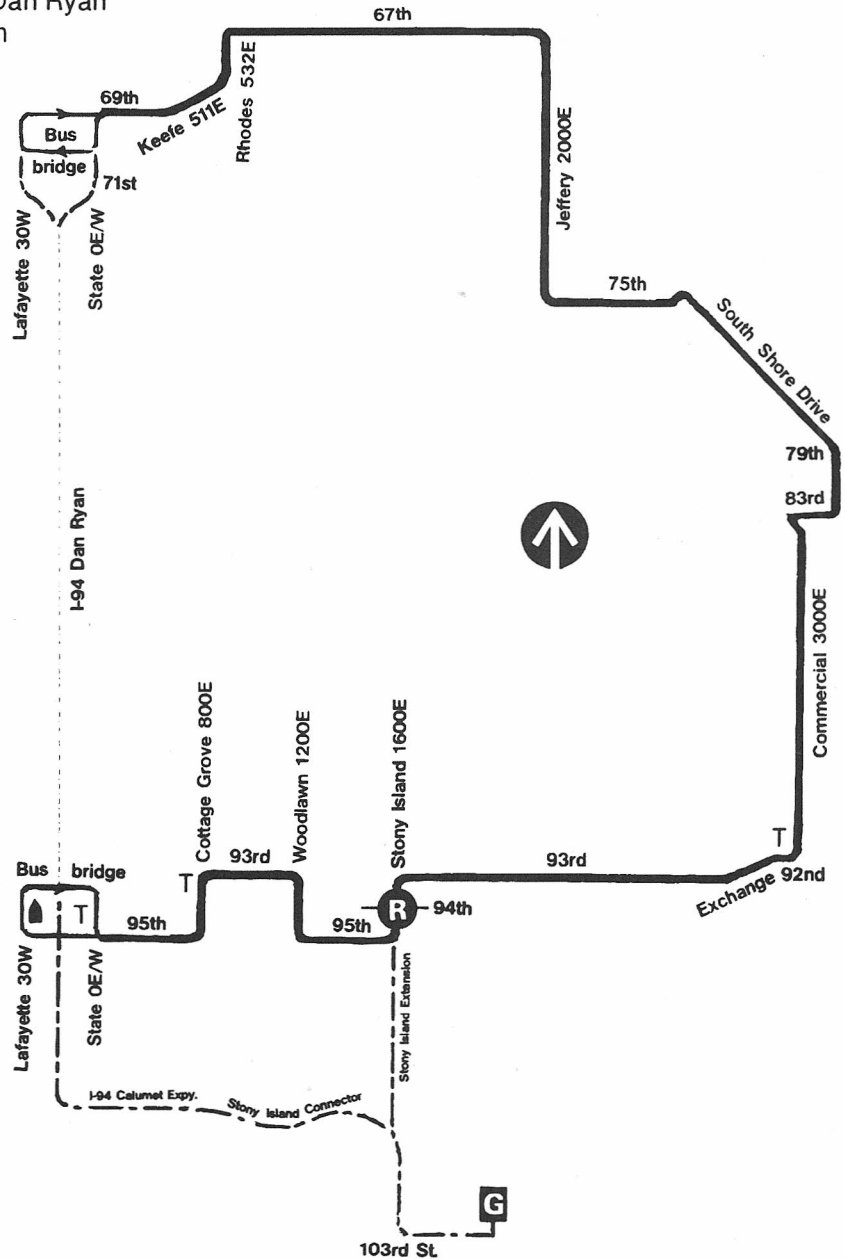 Dan Ryan
67th
69th
Keefe 511E
Rhodes 532E
Bus
bridge
71st
Lafayette 30W
State 0E/W
Jeffery 2000E
75th
South Shore Drive
79th
83rd
I-94 Dan Ryan
Commercial 3000E
Cottage Grove 800E
Woodlawn 1200E
Stony Island 1600E
93rd
93rd
T
T
Exchange 92nd
Bus bridge
T
95th
95th
R
94th
Lafayette 30W
State 0E/W
Stony Island Extension
I-94 Calumet Expy.
Stony Island Connector
G
103rd St.